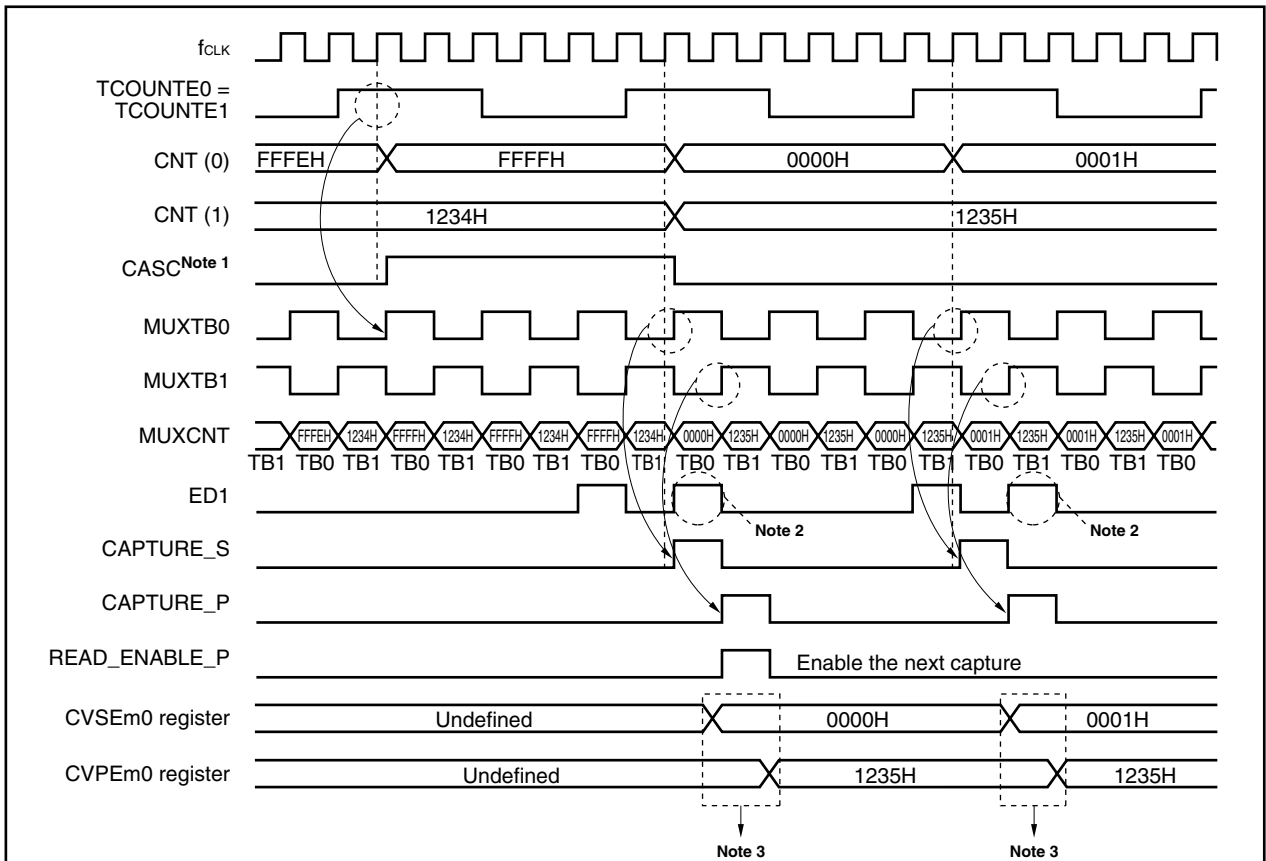 fCLK
TCOUNTE0 =
TCOUNTE1
CNT (0) FFFEH FFFFH 0000H 0001H
CNT (1) 1234H 1235H
CASC Note 1
MUXTB0
MUXTB1
MUXCNT FFFEH 1234H FFFFH 1234H FFFFH 1234H FFFFH 1234H 0000H 1235H 0000H 1235H 0000H 1235H 0001H 1235H 0001H 1235H 0001H
TB1 TB0 TB1 TB0 TB1 TB0 TB1 TB0 TB1 TB0 TB1 TB0 TB1 TB0 TB1 TB0 TB1 TB0 TB1 TB0
ED1
Note 2 Note 2
CAPTURE_S
CAPTURE_P
READ_ENABLE_P Enable the next capture
CVSEm0 register Undefined 0000H 0001H
CVPEm0 register Undefined 1235H 1235H
Note 3 Note 3